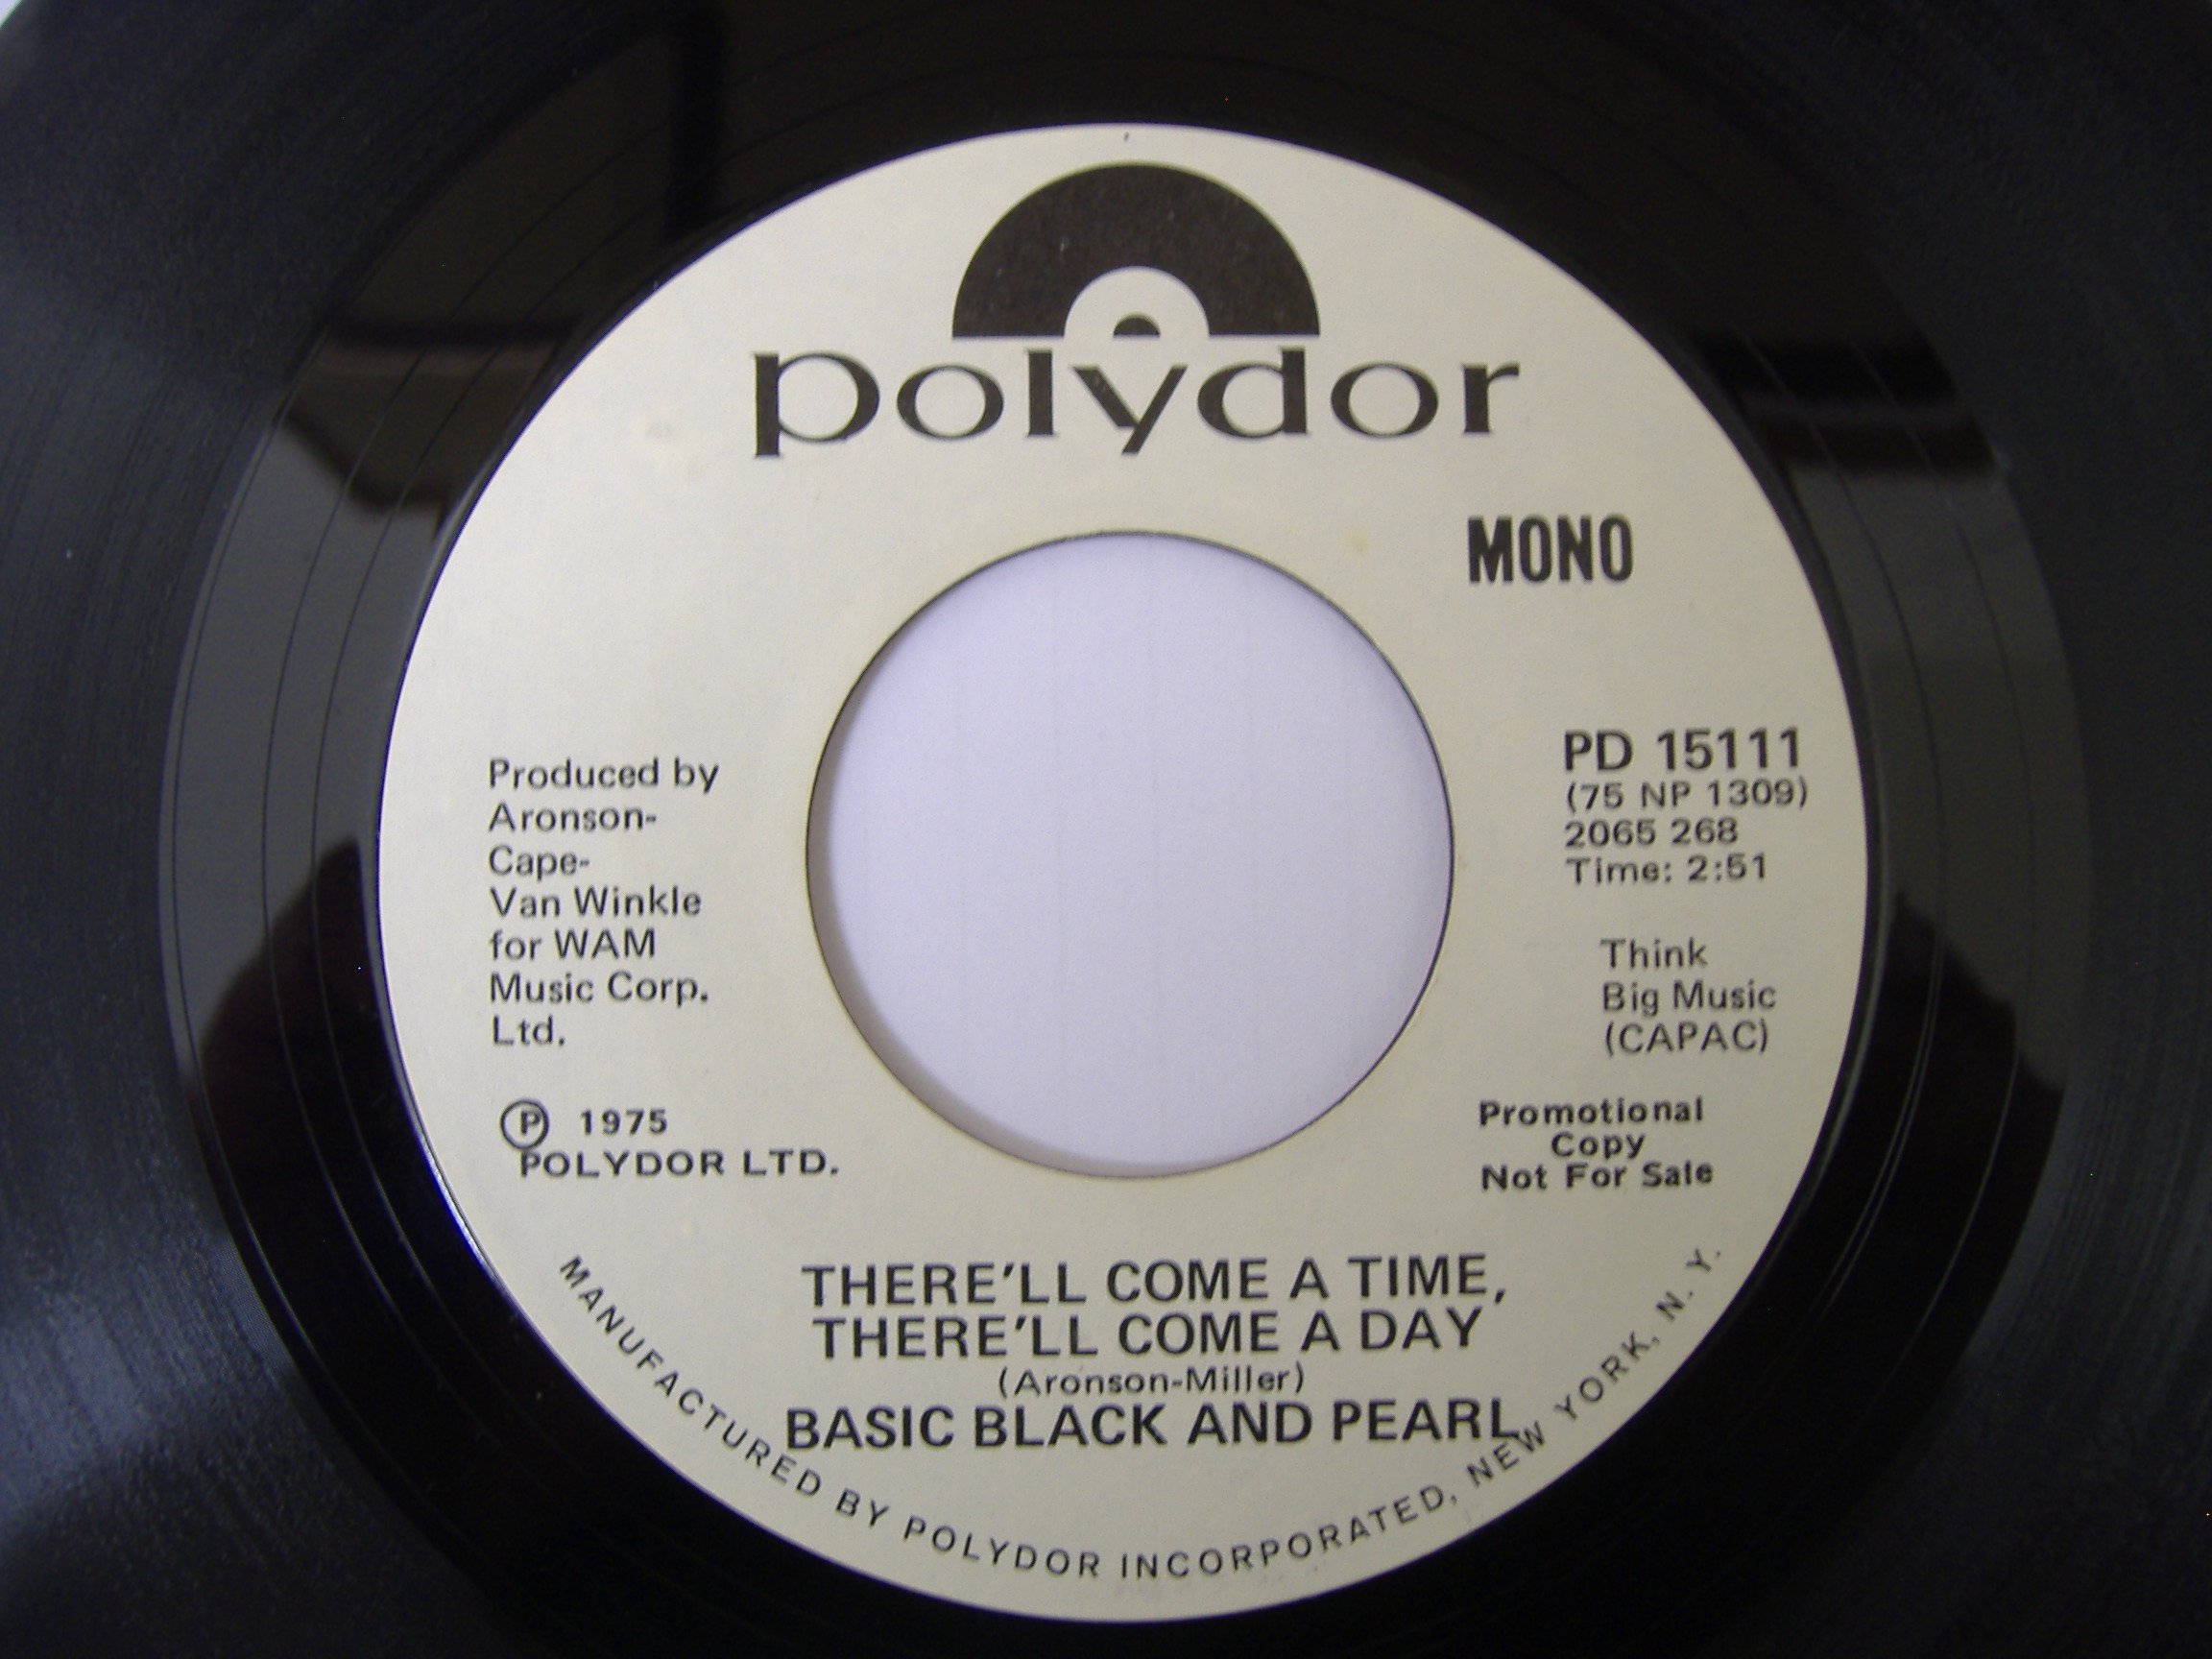 polydor
MONO
Produced by
Aronson-
Cape-
Van Winkle
for WAM
Music Corp.
Ltd.
Ⓟ 1975
POLYDOR LTD.
PD 15111
(75 NP 1309)
2065 268
Time: 2:51
Think
Big Music
(CAPAC)
Promotional
Copy
Not For Sale
THERE'LL COME A TIME,
THERE'LL COME A DAY
(Aronson-Miller)
BASIC BLACK AND PEARL
MANUFACTURED BY POLYDOR INCORPORATED, NEW YORK, N. Y.